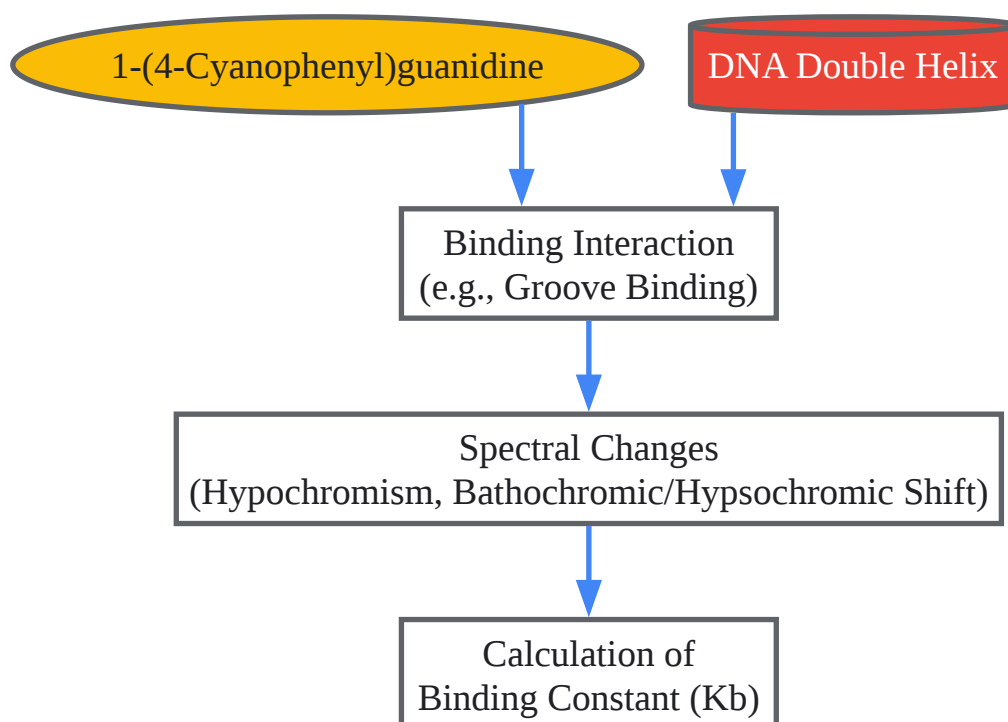 1-(4-Cyanophenyl)guanidine
DNA Double Helix
Binding Interaction
(e.g., Groove Binding)
Spectral Changes
(Hypochromism, Bathochromic/Hypsochromic Shift)
Calculation of
Binding Constant (Kb)